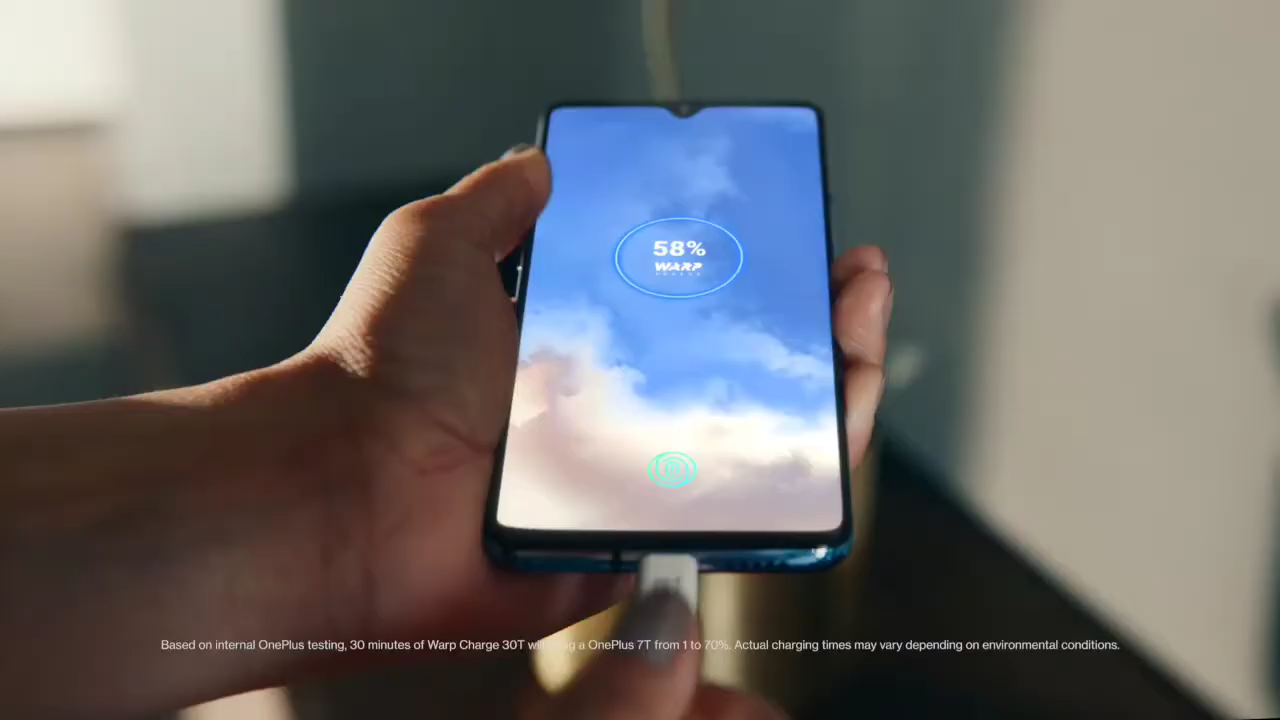 58%
WARP
Based on internal OnePlus testing, 30 minutes of Warp Charge 30T a OnePlus 7T from 1 to 70%. Actual charging times may vary depending on environmental conditions.